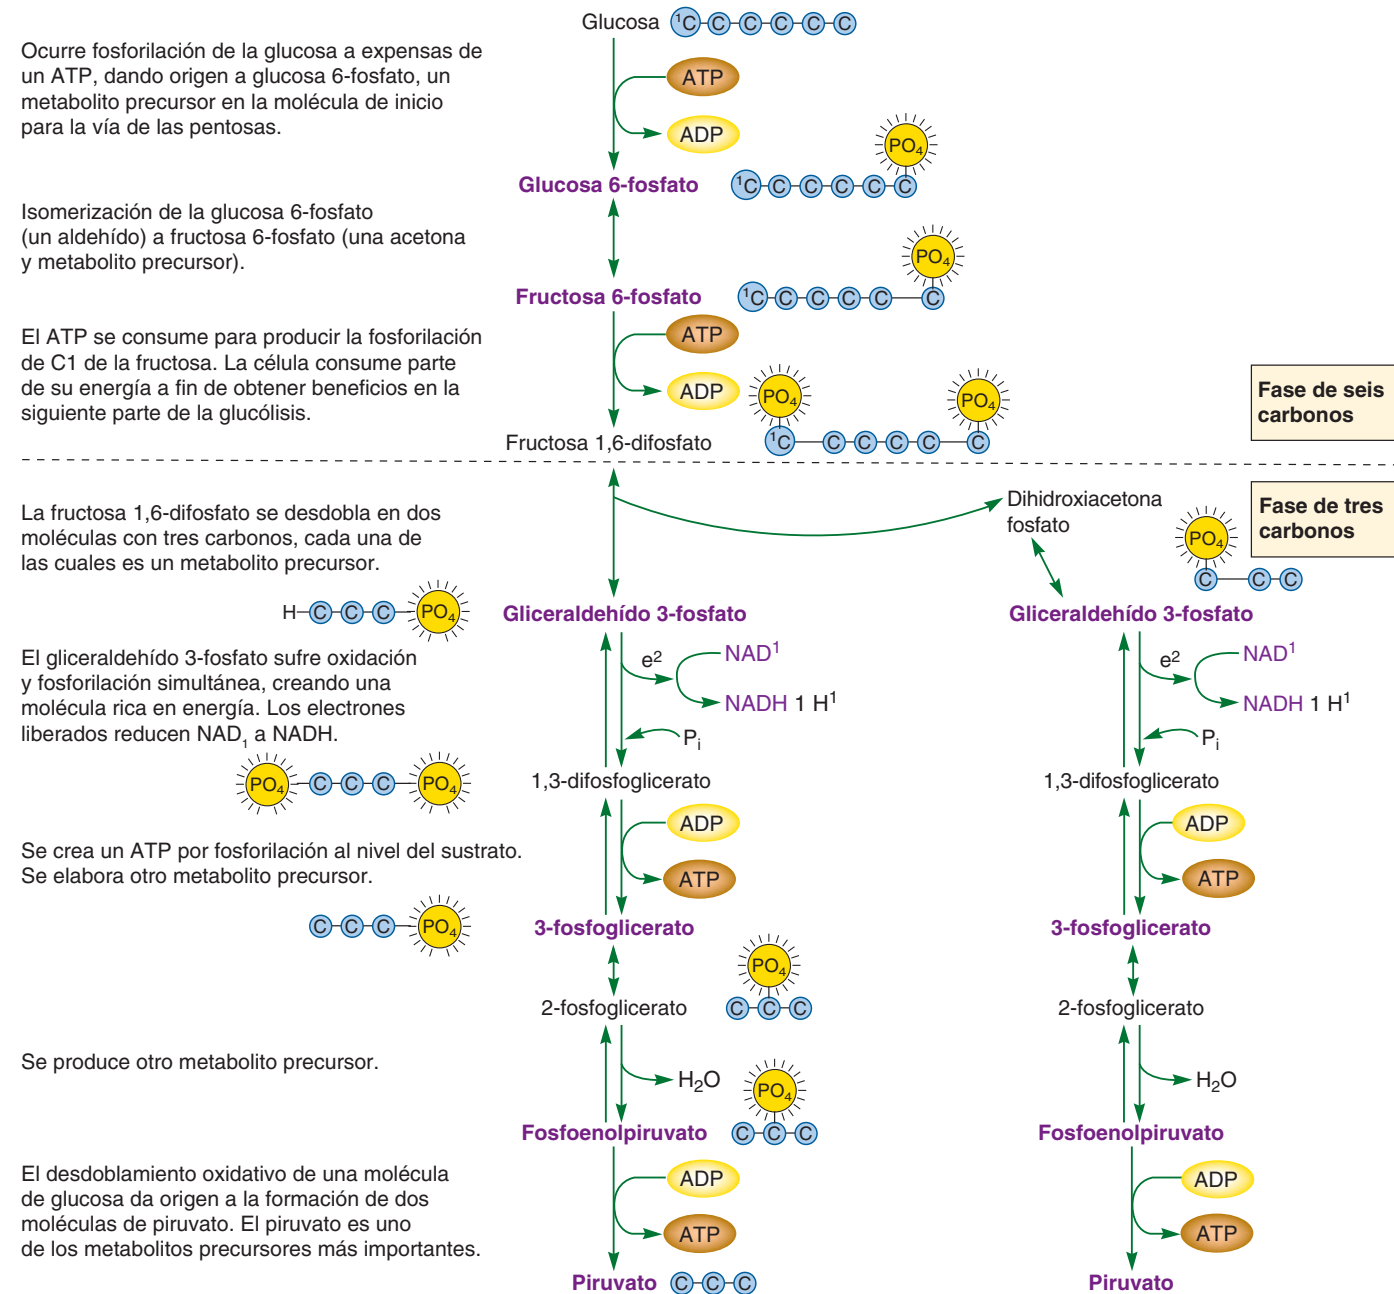 Glucosa ¹C C C C C C
Ocurre fosforilación de la glucosa a expensas de
un ATP, dando origen a glucosa 6-fosfato, un
metabolito precursor en la molécula de inicio
para la vía de las pentosas.
ATP
ADP
PO₄
Glucosa 6-fosfato ¹C C C C C C
Isomerización de la glucosa 6-fosfato
(un aldehído) a fructosa 6-fosfato (una acetona
y metabolito precursor).
PO₄
Fructosa 6-fosfato ¹C C C C C C
El ATP se consume para producir la fosforilación
de C1 de la fructosa. La célula consume parte
de su energía a fin de obtener beneficios en la
siguiente parte de la glucólisis.
ATP
ADP
PO₄ PO₄
Fructosa 1,6-difosfato ¹C C C C C C
Fase de seis
carbonos
Fase de tres
carbonos
La fructosa 1,6-difosfato se desdobla en dos
moléculas con tres carbonos, cada una de
las cuales es un metabolito precursor.
Dihidroxiacetona
fosfato
PO₄
C C C
H C C C PO₄
Gliceraldehído 3-fosfato
Gliceraldehído 3-fosfato
El gliceraldehído 3-fosfato sufre oxidación
y fosforilación simultánea, creando una
molécula rica en energía. Los electrones
liberados reducen NAD₁ a NADH.
e² NAD¹
NADH 1 H¹
Pᵢ
e² NAD¹
NADH 1 H¹
Pᵢ
PO₄ C C C PO₄
1,3-difosfoglicerato
1,3-difosfoglicerato
Se crea un ATP por fosforilación al nivel del sustrato.
Se elabora otro metabolito precursor.
ADP
ATP
ADP
ATP
C C C PO₄
3-fosfoglicerato
3-fosfoglicerato
PO₄
2-fosfoglicerato C C C
2-fosfoglicerato
Se produce otro metabolito precursor.
H₂O
PO₄
H₂O
Fosfoenolpiruvato C C C
Fosfoenolpiruvato
El desdoblamiento oxidativo de una molécula
de glucosa da origen a la formación de dos
moléculas de piruvato. El piruvato es uno
de los metabolitos precursores más importantes.
ADP
ATP
ADP
ATP
Piruvato C C C
Piruvato